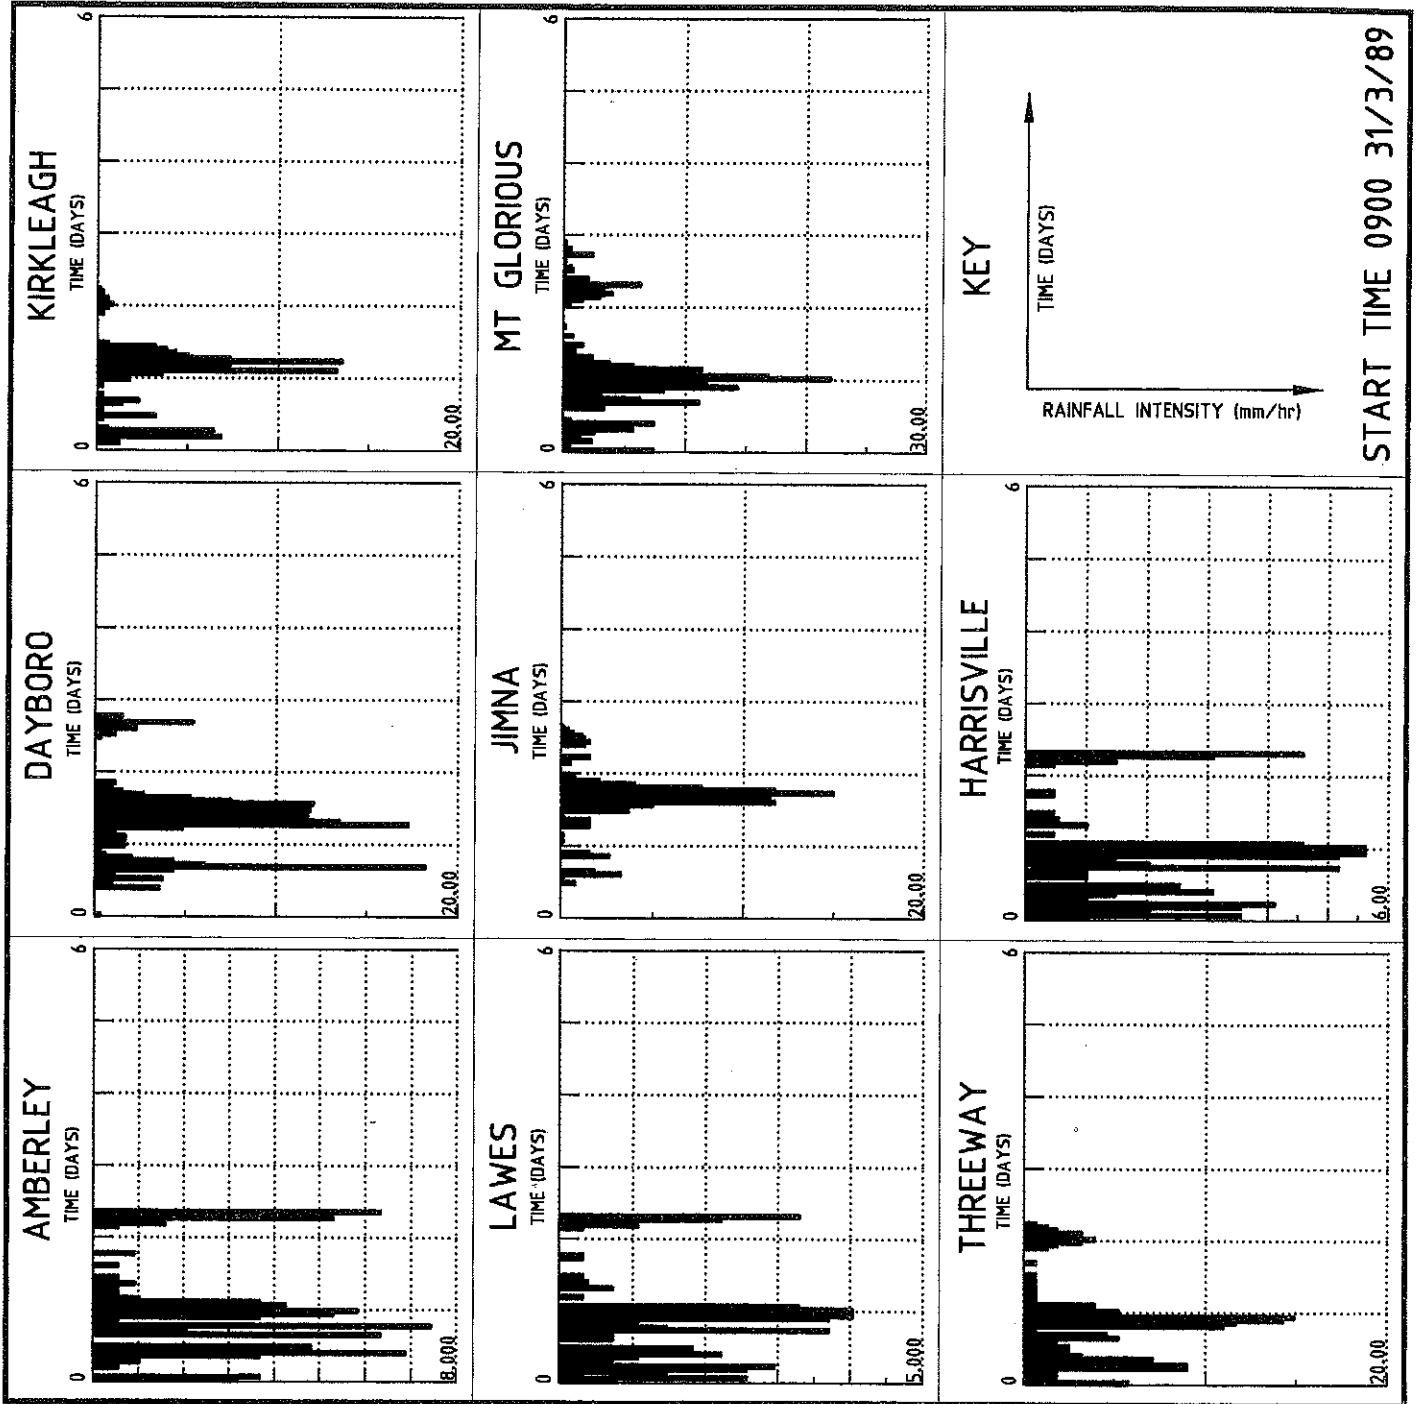 AMBERLEY
TIME (DAYS)
0
6
8.000
DAYBORO
TIME (DAYS)
0
6
20.00
KIRKLEAGH
TIME (DAYS)
0
6
20.00
LAWES
TIME (DAYS)
0
6
5.000
JIMNA
TIME (DAYS)
0
6
20.00
MT GLORIOUS
TIME (DAYS)
0
6
30.00
THREEWAY
TIME (DAYS)
0
6
20.00
HARRISVILLE
TIME (DAYS)
0
6
6.00
KEY
TIME (DAYS)
RAINFALL INTENSITY (mm/hr)
START TIME 0900 31/3/89